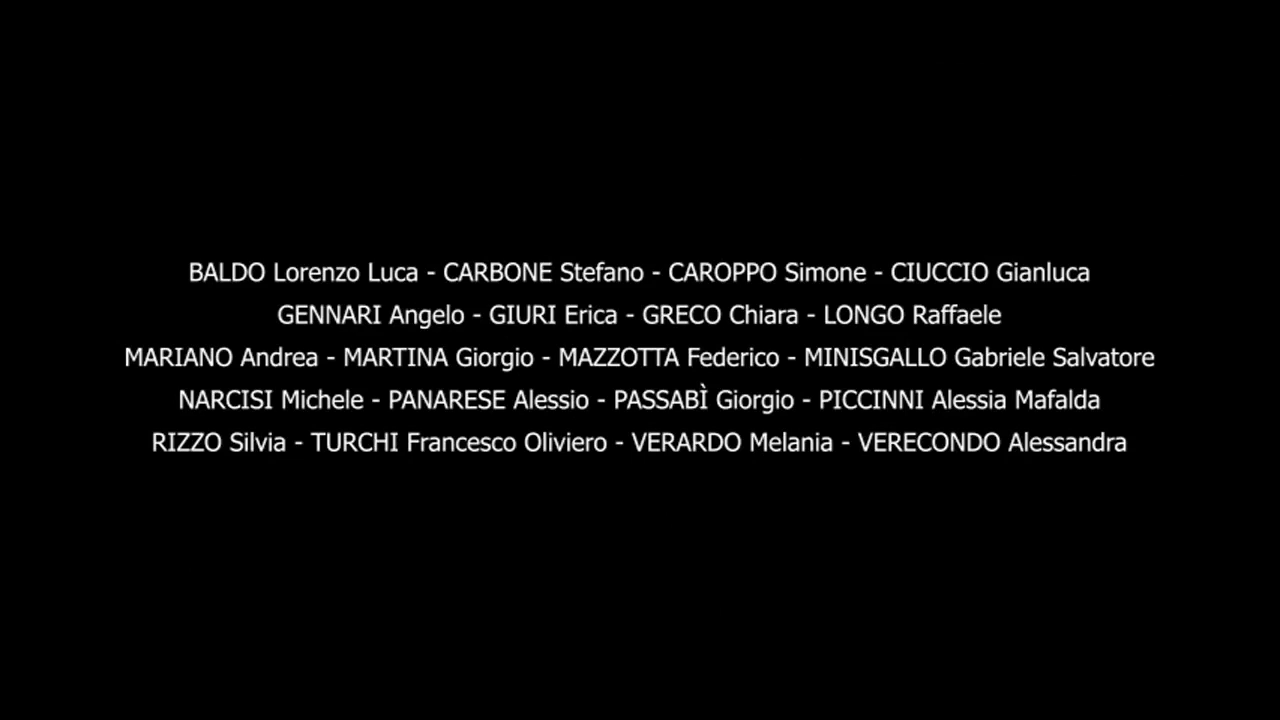 BALDO Lorenzo Luca - CARBONE Stefano - CAROPPO Simone - CIUCCIO Gianluca
GENNARI Angelo - GIURI Erica - GRECO Chiara - LONGO Raffaele
MARIANO Andrea - MARTINA Giorgio - MAZZOTTA Federico - MINISGALLO Gabriele Salvatore
NARCISI Michele - PANARESE Alessio - PASSABÌ Giorgio - PICCINNI Alessia Mafalda
RIZZO Silvia - TURCHI Francesco Oliviero - VERARDO Melania - VERECONDO Alessandra